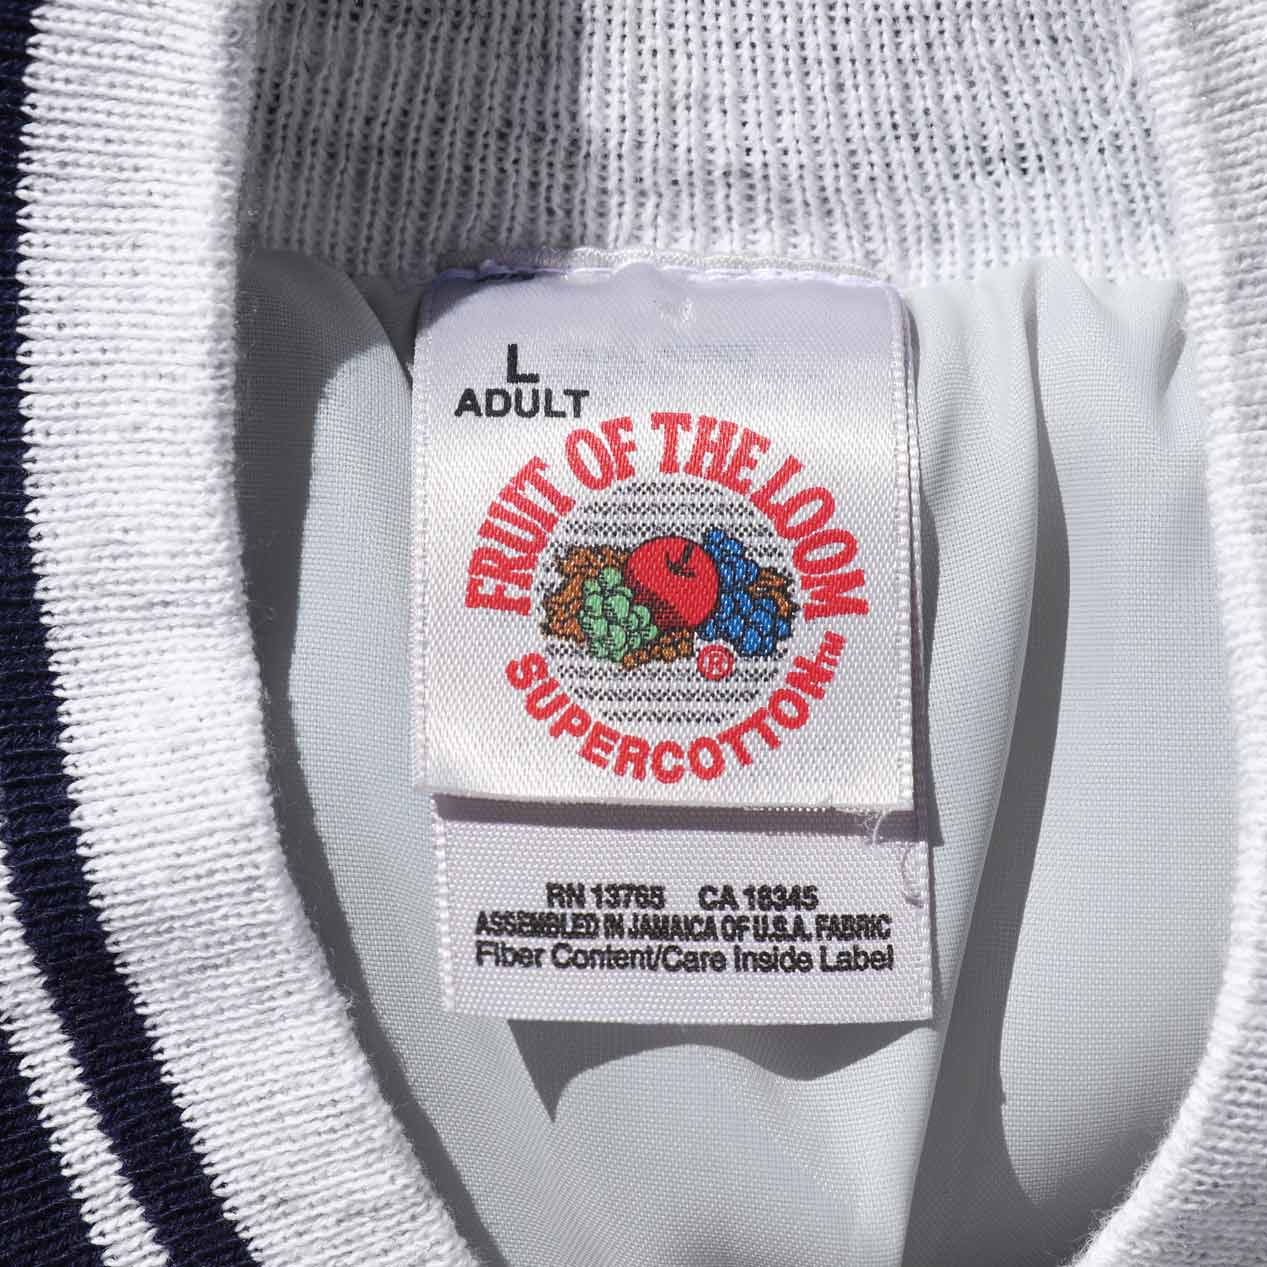 L
ADULT
FRUIT OF THE LOOM
®
SUPERCOTTON™
RN 13765 CA 18345
ASSEMBLED IN JAMAICA OF U.S.A. FABRIC
Fiber Content/Care Inside Label